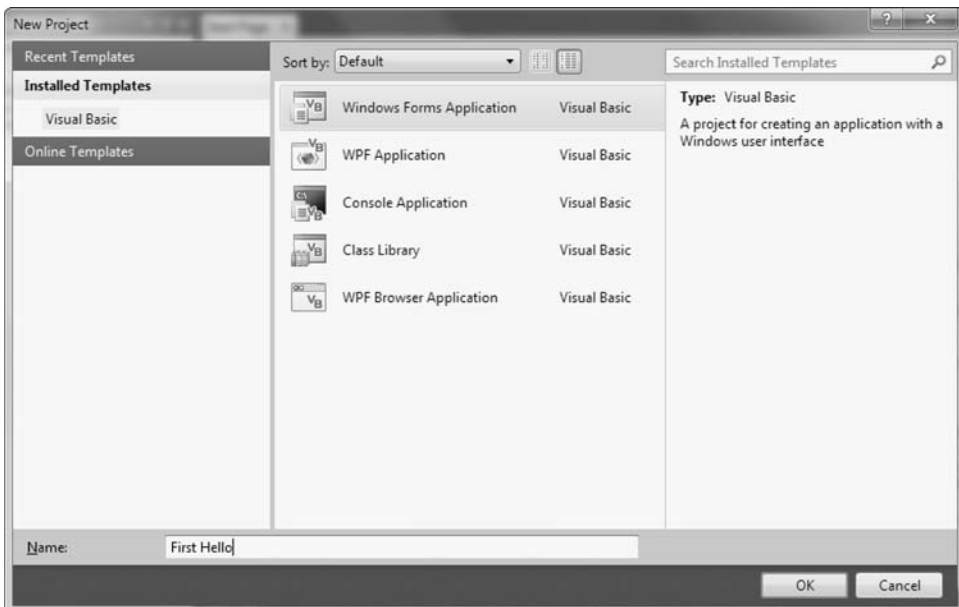 New Project
Recent Templates
Installed Templates
Visual Basic
Online Templates
Sort by: Default
Windows Forms Application Visual Basic
WPF Application Visual Basic
Console Application Visual Basic
Class Library Visual Basic
WPF Browser Application Visual Basic
Search Installed Templates
Type: Visual Basic
A project for creating an application with a
Windows user interface
Name: First Hello
OK Cancel